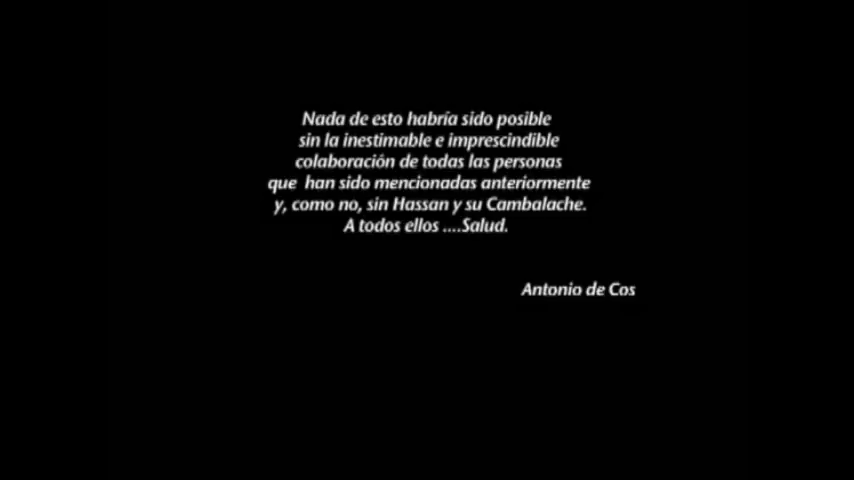 Nada de esto habría sido posible
sin la inestimable e imprescindible
colaboración de todas las personas
que han sido mencionadas anteriormente
y, como no, sin Hassan y su Cambalache.
A todos ellos ....Salud.
Antonio de Cos